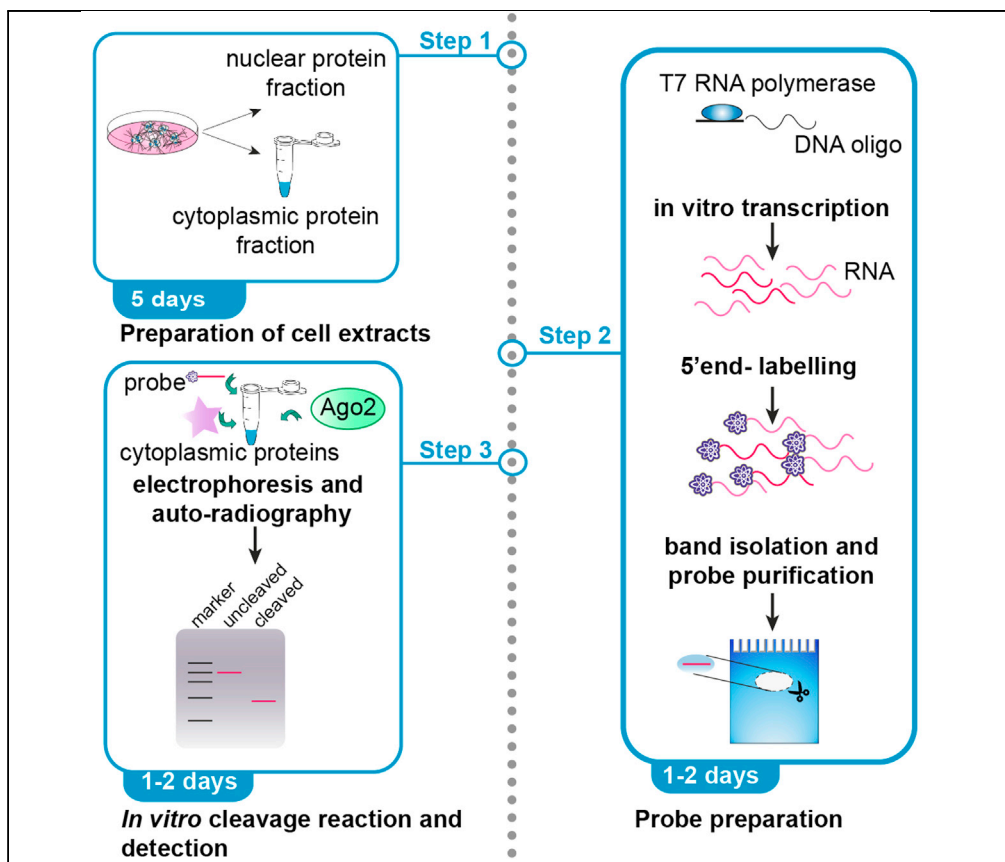 Step 1
nuclear protein
fraction
cytoplasmic protein
fraction
5 days
Preparation of cell extracts
Step 2
T7 RNA polymerase
DNA oligo
in vitro transcription
RNA
5'end- labelling
band isolation and
probe purification
1-2 days
Probe preparation
Step 3
probe
Ago2
cytoplasmic proteins
electrophoresis and
auto-radiography
marker
uncleaved
cleaved
1-2 days
In vitro cleavage reaction and
detection